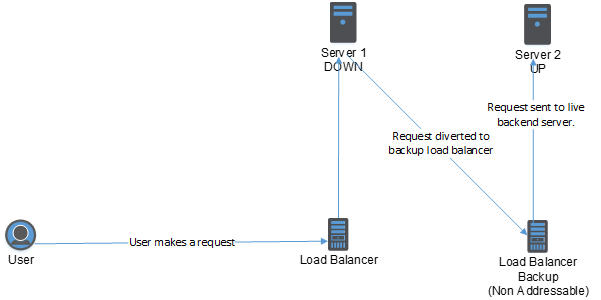 Server 1
DOWN
Server 2
UP
Request sent to live
backend server.
Request diverted to
backup load balancer
User makes a request
User
Load Balancer
Load Balancer
Backup
(Non Addressable)